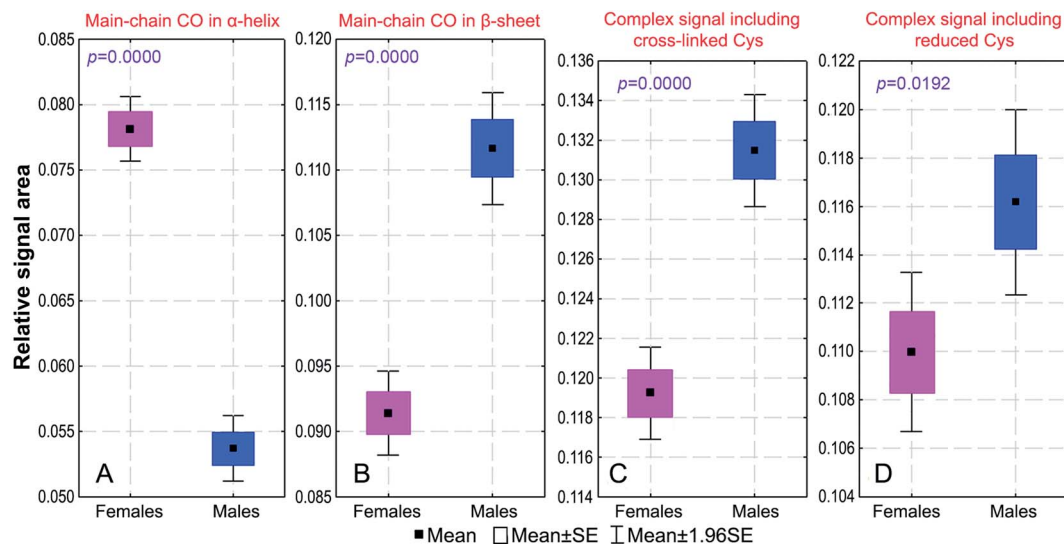 Main-chain CO in α-helix
Main-chain CO in β-sheet
Complex signal including
cross-linked Cys
Complex signal including
reduced Cys
Relative signal area
0.085
0.080
0.075
0.070
0.065
0.060
0.055
0.050
p=0.0000
A
Females
Males
0.120
0.115
0.110
0.105
0.100
0.095
0.090
0.085
p=0.0000
B
Females
Males
0.136
0.134
0.132
0.130
0.128
0.126
0.124
0.122
0.120
0.118
0.116
0.114
p=0.0000
C
Females
Males
0.122
0.120
0.118
0.116
0.114
0.112
0.110
0.108
0.106
0.104
p=0.0192
D
Females
Males
Mean
Mean±SE
Mean±1.96SE